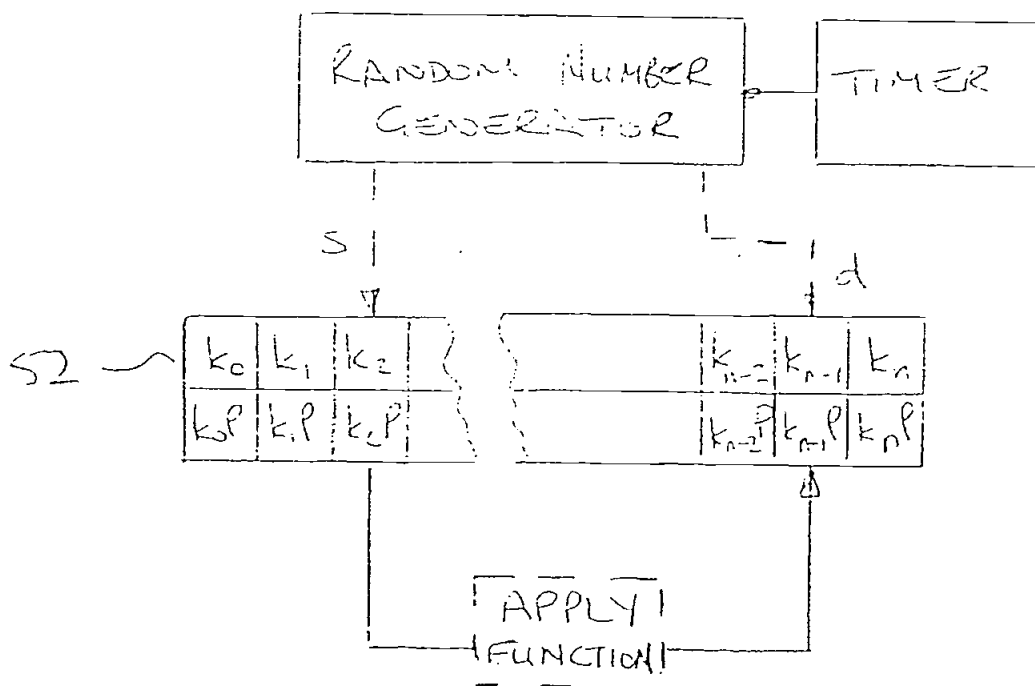 RANDOM NUMBER
GENERATOR
TIMER
S
d
52
k₀ k₁ k₂ kₙ₋₂ kₙ₋₁ kₙ
k₀P k₁P k₂P kₙ₋₂P kₙ₋₁P kₙP
APPLY
FUNCTION